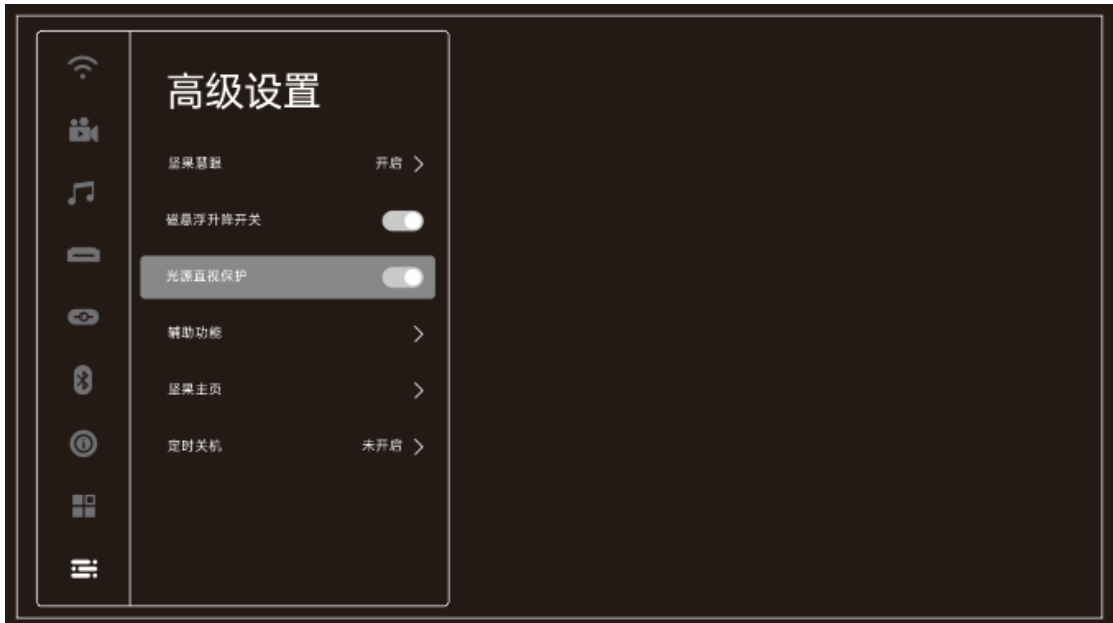 高级设置
坚果慧眼 开启
磁悬浮升降开关
光源直视保护
辅助功能
坚果主页
定时关机 未开启